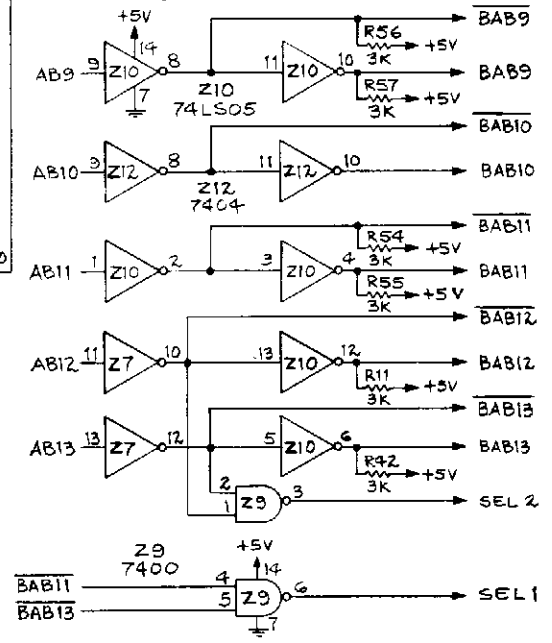 +5V
BAB9
R56
3K
+5V
14
9
8
11
10
AB9
Z10
Z10
BAB9
7
Z10
74LS05
R57
3K
+5V
BAB10
9
8
11
10
AB10
Z12
Z12
BAB10
Z12
7404
BAB11
R54
3K
+5V
1
2
3
4
AB11
Z10
Z10
BAB11
R55
3K
+5V
BAB12
11
10
13
12
AB12
Z7
Z10
BAB12
R11
3K
+5V
BAB13
13
12
5
6
AB13
Z7
Z10
BAB13
R42
3K
+5V
2
1
Z9
3
SEL 2
Z9
7400
+5V
14
BAB11
4
BAB13
5
Z9
6
SEL1
7